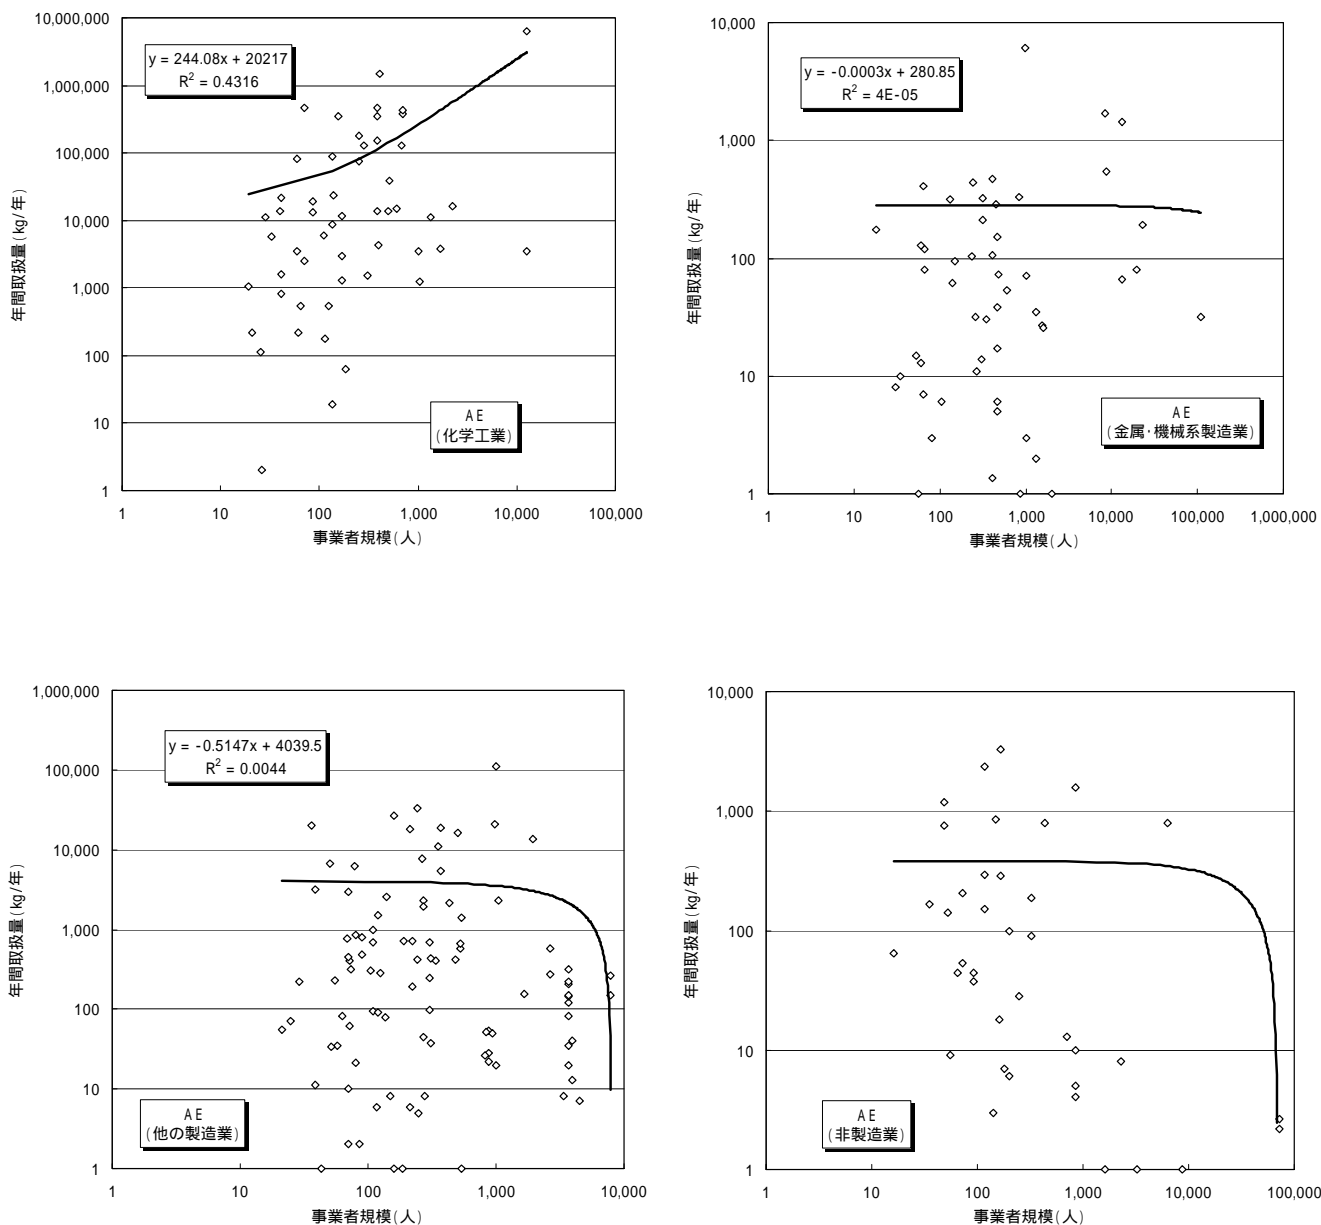 10,000,000
1,000,000
100,000
10,000
1,000
100
10
1
年間取扱量(kg/年)
y = 244.08x + 20217
R² = 0.4316
AE
(化学工業)
1 10 100 1,000 10,000 100,000
事業者規模(人)
10,000
1,000
100
10
1
年間取扱量(kg/年)
y = -0.0003x + 280.85
R² = 4E-05
AE
(金属・機械系製造業)
1 10 100 1,000 10,000 100,000 1,000,000
事業者規模(人)
1,000,000
100,000
10,000
1,000
100
10
1
年間取扱量(kg/年)
y = -0.5147x + 4039.5
R² = 0.0044
AE
(他の製造業)
1 10 100 1,000 10,000
事業者規模(人)
10,000
1,000
100
10
1
年間取扱量(kg/年)
AE
(非製造業)
1 10 100 1,000 10,000 100,000
事業者規模(人)